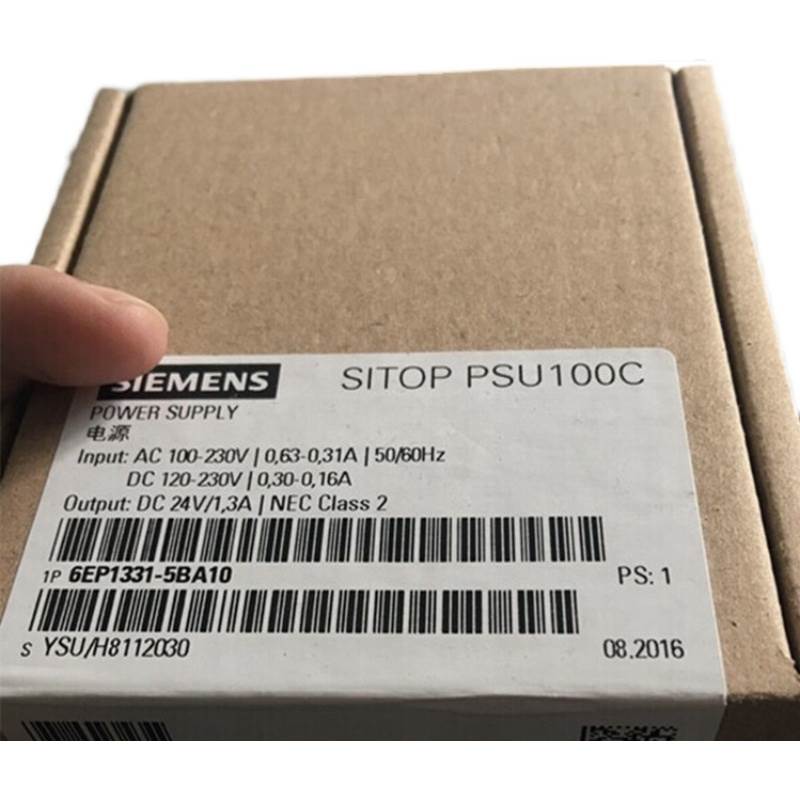 SIEMENS SITOP PSU100C
POWER SUPPLY
电源
Input: AC 100-230V | 0,63-0,31A | 50/60Hz
DC 120-230V | 0,30-0,16A
Output: DC 24V/1,3A | NEC Class 2
1P 6EP1331-5BA10 PS: 1
S YSU/H8112030 08.2016